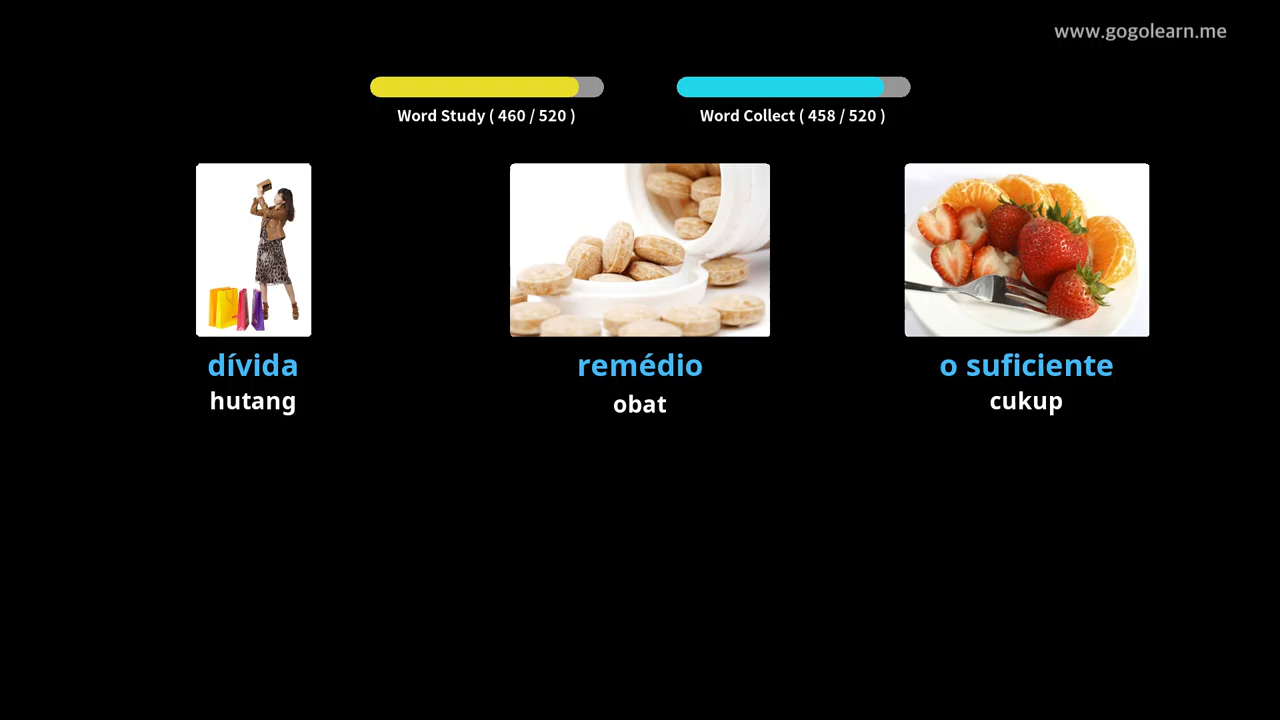 www.gogolearn.me
Word Study ( 460 / 520 )
Word Collect ( 458 / 520 )
dívida
hutang
remédio
obat
o suficiente
cukup